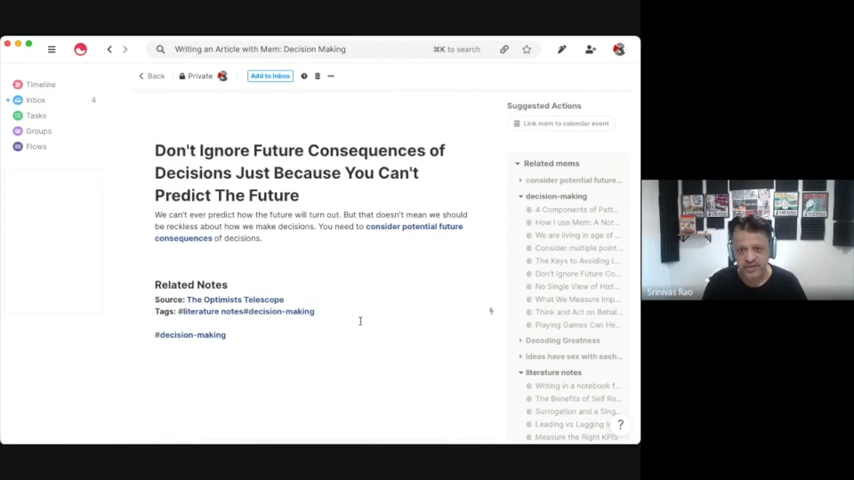 Writing an Article with Mem: Decision Making
⌘K to search
Timeline
Inbox
4
Tasks
Groups
Flows
Back
Private
Add to Inbox
Don't Ignore Future Consequences of
Decisions Just Because You Can't
Predict The Future
We can't ever predict how the future will turn out. But that doesn't mean we should
be reckless about how we make decisions. You need to consider potential future
consequences of decisions.
Related Notes
Source: The Optimists Telescope
Tags: #literature notes#decision-making
#decision-making
Suggested Actions
Link mem to calendar event
Related mems
consider potential future...
decision-making
4 Components of Patt...
How I use Mem: A Not...
We are living in age of ...
Consider multiple point...
The Keys to Avoiding L...
Don't Ignore Future Co...
No Single View of Hist...
What We Measure Imp...
Think and Act on Behal...
Playing Games Can He...
Decoding Greatness
Ideas have sex with each...
literature notes
Writing in a notebook f...
The Benefits of Self Re...
Surrogation and a Sing...
Leading vs Lagging I
Measure the Right KPIs
?
Srinivas Rao